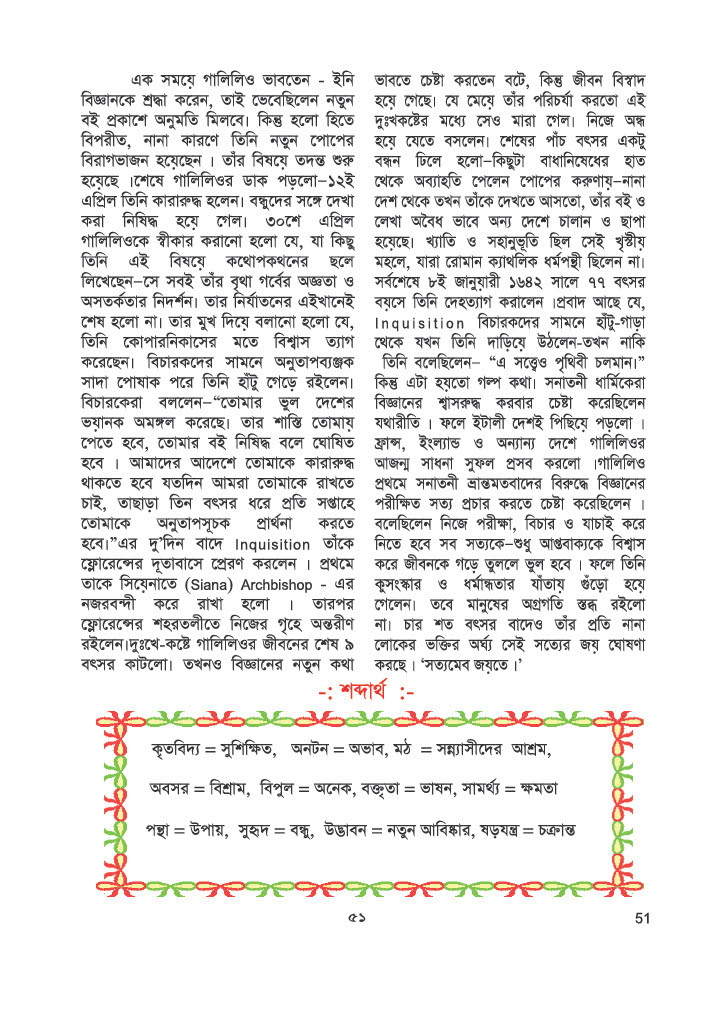 এক সময়ে গালিলিও ভাবতেন - ইনি
বিজ্ঞানকে শ্রদ্ধা করেন, তাই ভেবেছিলেন নতুন
বই প্রকাশে অনুমতি মিলবে। কিন্তু হলো হিতে
বিপরীত, নানা কারণে তিনি নতুন পোপের
বিরাগভাজন হয়েছেন । তাঁর বিষয়ে তদন্ত শুরু
হয়েছে ।শেষে গালিলিওর ডাক পড়লো–১২ই
এপ্রিল তিনি কারারুদ্ধ হলেন। বন্ধুদের সঙ্গে দেখা
করা নিষিদ্ধ হয়ে গেল। ৩০শে এপ্রিল
গালিলিওকে স্বীকার করানো হলো যে, যা কিছু
তিনি এই বিষয়ে কথোপকথনের ছলে
লিখেছেন–সে সবই তাঁর বৃথা গর্বের অজ্ঞতা ও
অসতর্কতার নিদর্শন। তার নির্যাতনের এইখানেই
শেষ হলো না। তার মুখ দিয়ে বলানো হলো যে,
তিনি কোপারনিকাসের মতে বিশ্বাস ত্যাগ
করেছেন। বিচারকদের সামনে অনুতাপব্যঞ্জক
সাদা পোষাক পরে তিনি হাঁটু গেড়ে রইলেন।
বিচারকেরা বললেন–“তোমার ভুল দেশের
ভয়ানক অমঙ্গল করেছে। তার শাস্তি তোমায়
পেতে হবে, তোমার বই নিষিদ্ধ বলে ঘোষিত
হবে । আমাদের আদেশে তোমাকে কারারুদ্ধ
থাকতে হবে যতদিন আমরা তোমাকে রাখতে
চাই, তাছাড়া তিন বৎসর ধরে প্রতি সপ্তাহে
তোমাকে অনুতাপসূচক প্রার্থনা করতে
হবে।”এর দু’দিন বাদে Inquisition তাঁকে
ফ্লোরেন্সের দূতাবাসে প্রেরণ করলেন । প্রথমে
তাকে সিয়েনাতে (Siana) Archbishop - এর
নজরবন্দী করে রাখা হলো । তারপর
ফ্লোরেন্সের শহরতলীতে নিজের গৃহে অন্তরীণ
রইলেন।দুঃখে-কষ্টে গালিলিওর জীবনের শেষ ৯
বৎসর কাটলো। তখনও বিজ্ঞানের নতুন কথা
ভাবতে চেষ্টা করতেন বটে, কিন্তু জীবন বিস্বাদ
হয়ে গেছে। যে মেয়ে তাঁর পরিচর্যা করতো এই
দুঃখকষ্টের মধ্যে সেও মারা গেল। নিজে অন্ধ
হয়ে যেতে বসলেন। শেষের পাঁচ বৎসর একটু
বন্ধন ঢিলে হলো–কিছুটা বাধানিষেধের হাত
থেকে অব্যাহতি পেলেন পোপের করুণায়–নানা
দেশ থেকে তখন তাঁকে দেখতে আসতো, তাঁর বই ও
লেখা অবৈধ ভাবে অন্য দেশে চালান ও ছাপা
হয়েছে। খ্যাতি ও সহানুভূতি ছিল সেই খৃস্টীয়
মহলে, যারা রোমান ক্যাথলিক ধর্মপন্থী ছিলেন না।
সর্বশেষে ৮ই জানুয়ারী ১৬৪২ সালে ৭৭ বৎসর
বয়সে তিনি দেহত্যাগ করালেন ।প্রবাদ আছে যে,
Inquisition বিচারকদের সামনে হাঁটু-গাড়া
থেকে যখন তিনি দাড়িয়ে উঠলেন-তখন নাকি
তিনি বলেছিলেন– “এ সত্ত্বেও পৃথিবী চলমান।”
কিন্তু এটা হয়তো গল্প কথা। সনাতনী ধার্মিকেরা
বিজ্ঞানের শ্বাসরুদ্ধ করবার চেষ্টা করেছিলেন
যথারীতি । ফলে ইটালী দেশই পিছিয়ে পড়লো ।
ফ্রান্স, ইংল্যান্ড ও অন্যান্য দেশে গালিলিওর
আজন্ম সাধনা সুফল প্রসব করলো ।গালিলিও
প্রথমে সনাতনী ভ্রান্তমতবাদের বিরুদ্ধে বিজ্ঞানের
পরীক্ষিত সত্য প্রচার করতে চেষ্টা করেছিলেন ।
বলেছিলেন নিজে পরীক্ষা, বিচার ও যাচাই করে
নিতে হবে সব সত্যকে–শুধু আপ্তবাক্যকে বিশ্বাস
করে জীবনকে গড়ে তুললে ভুল হবে । ফলে তিনি
কুসংস্কার ও ধর্মান্ধতার যাঁতায় গুঁড়ো হয়ে
গেলেন। তবে মানুষের অগ্রগতি স্তব্ধ রইলো
না। চার শত বৎসর বাদেও তাঁর প্রতি নানা
লোকের ভক্তির অর্ঘ্য সেই সত্যের জয় ঘোষণা
করছে । ‘সত্যমেব জয়তে ।’
-: শব্দার্থ :-
কৃতবিদ্য = সুশিক্ষিত, অনটন = অভাব, মঠ = সন্ন্যাসীদের আশ্রম,
অবসর = বিশ্রাম, বিপুল = অনেক, বক্তৃতা = ভাষন, সামর্থ্য = ক্ষমতা
পন্থা = উপায়, সুহৃদ = বন্ধু, উদ্ভাবন = নতুন আবিষ্কার, ষড়যন্ত্র = চক্রান্ত
৫১
51